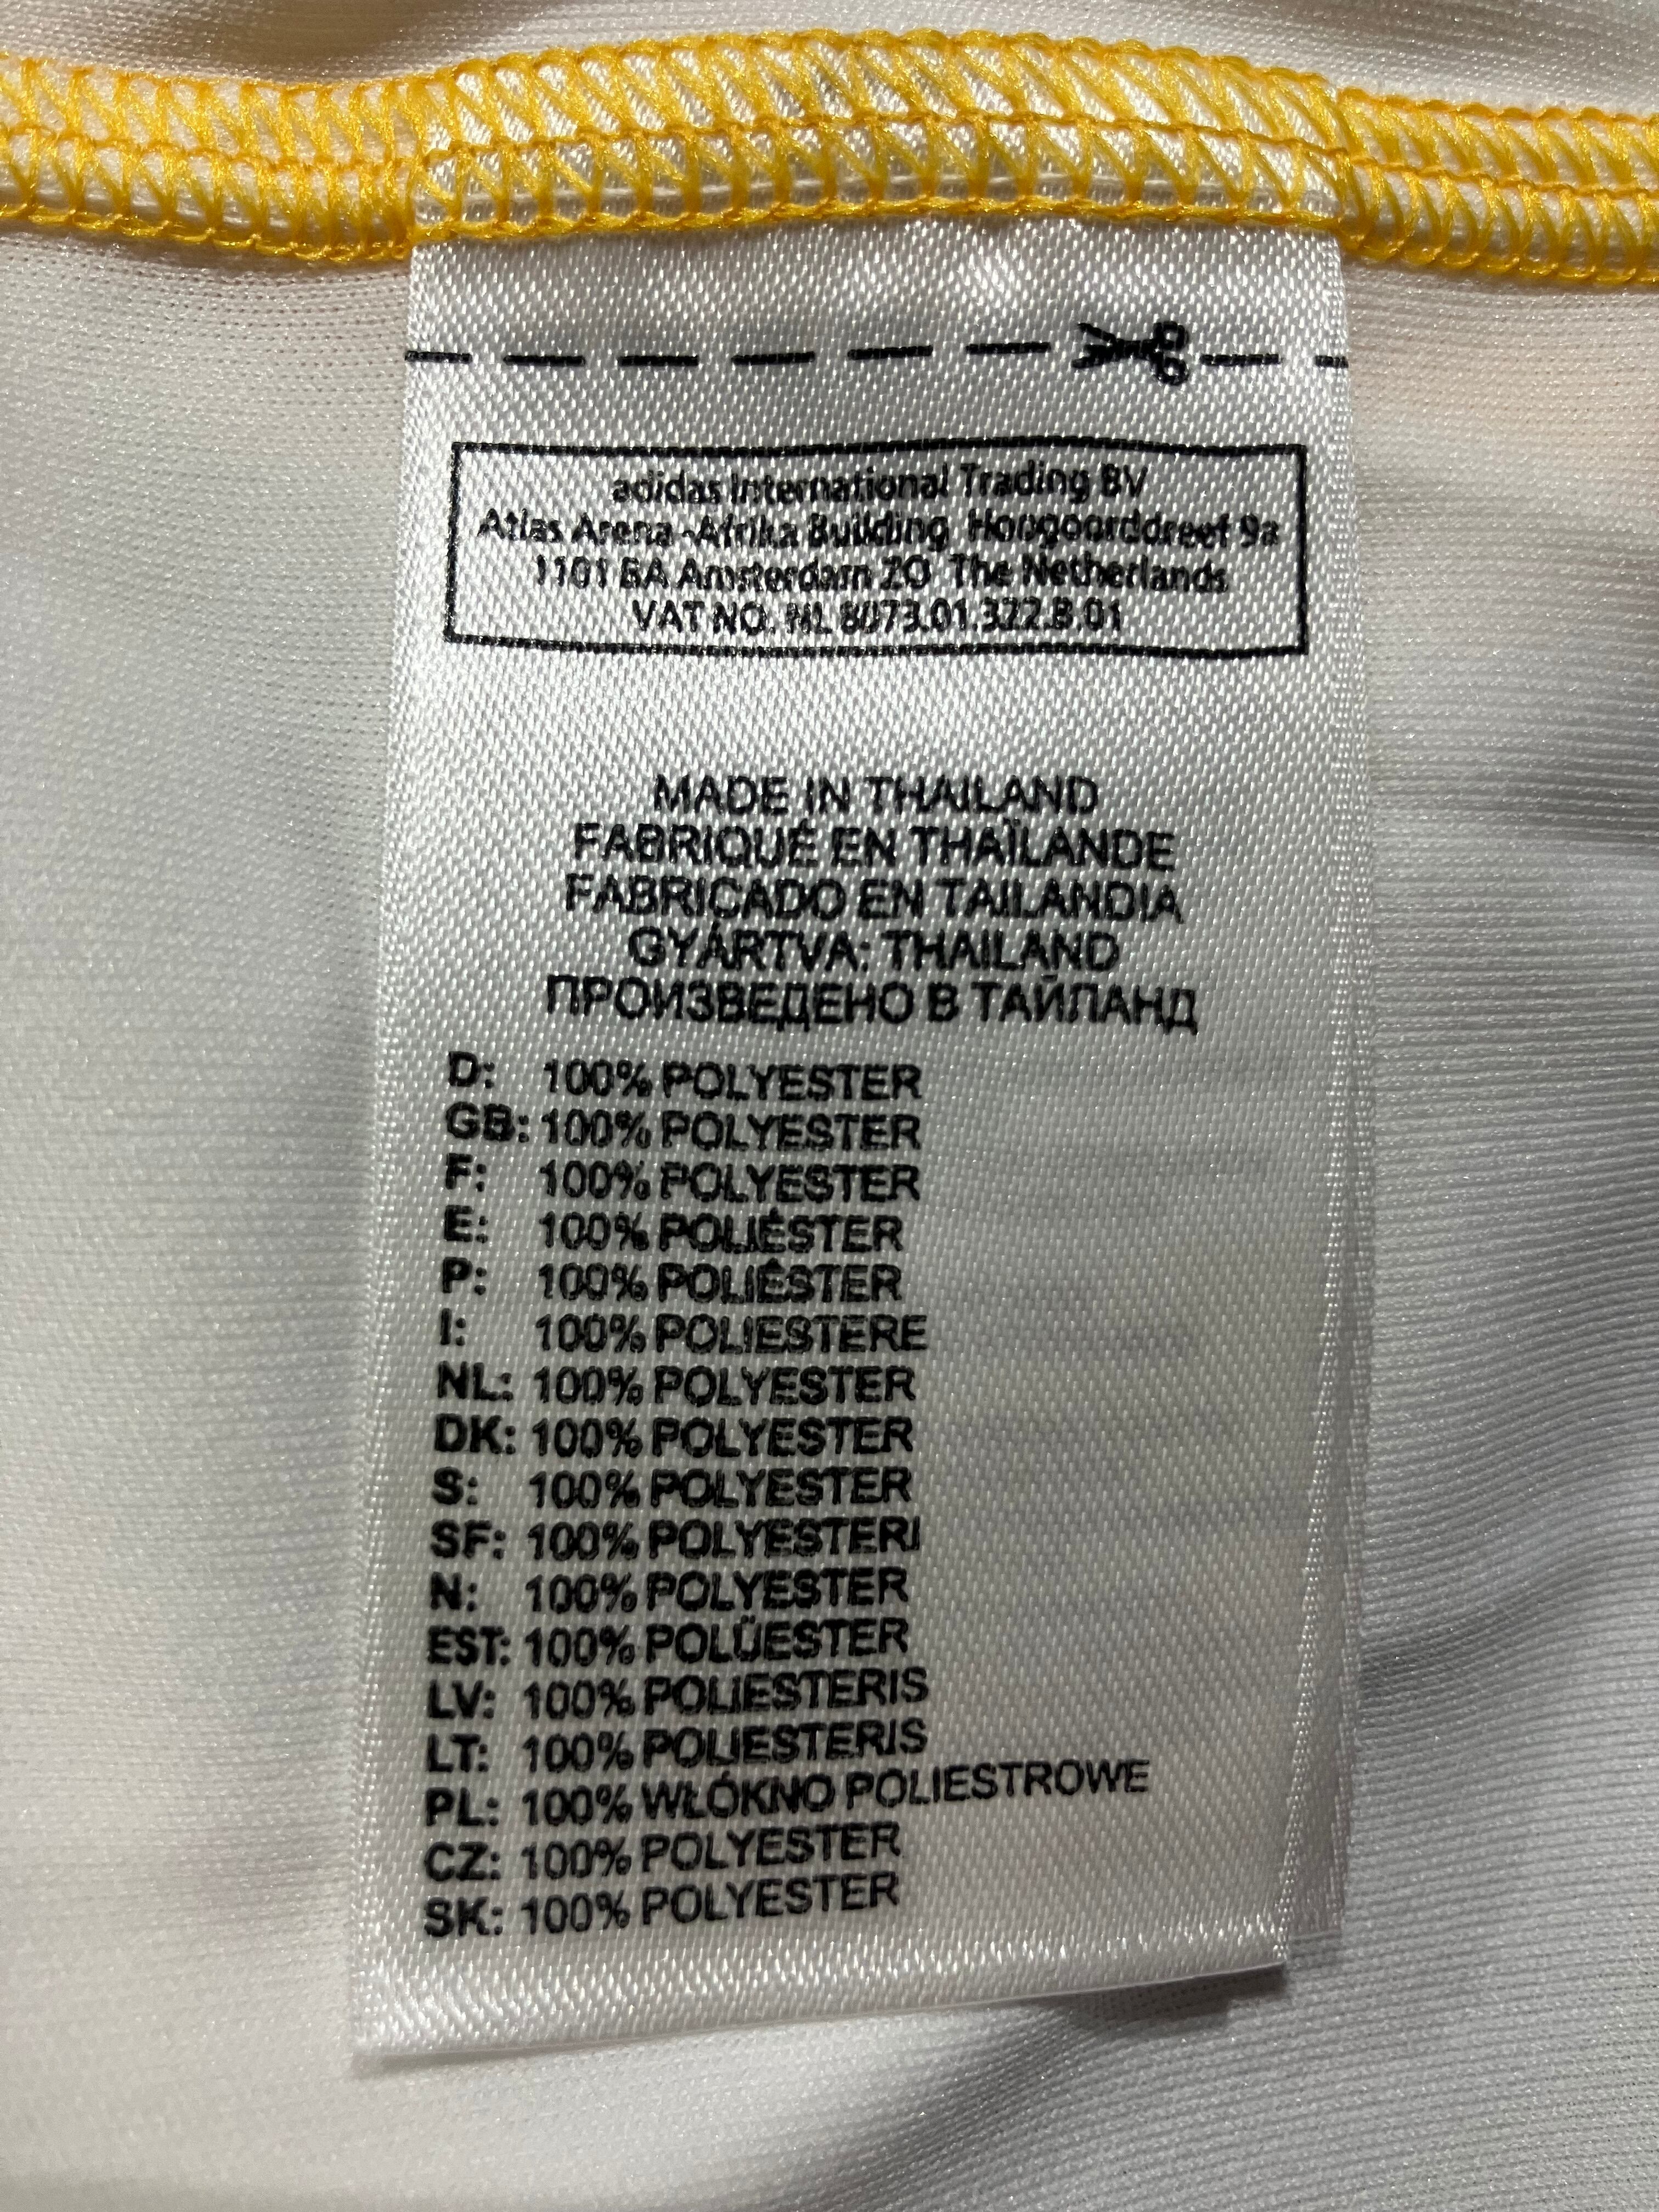 adidas International Trading BV
Atlas Arena-Afrika Building, Hoogoorddreef 9a
1101 BA Amsterdam ZO, The Netherlands
VAT NO. NL 8073.01.322.B.01
MADE IN THAILAND
FABRIQUÉ EN THAÏLANDE
FABRICADO EN TAILANDIA
GYÁRTVA: THAILAND
ПРОИЗВЕДЕНО В ТАЙЛАНД
D: 100% POLYESTER
GB: 100% POLYESTER
F: 100% POLYESTER
E: 100% POLIÉSTER
P: 100% POLIÉSTER
I: 100% POLIESTERE
NL: 100% POLYESTER
DK: 100% POLYESTER
S: 100% POLYESTER
SF: 100% POLYESTERI
N: 100% POLYESTER
EST: 100% POLÜESTER
LV: 100% POLIESTERIS
LT: 100% POLIESTERIS
PL: 100% WŁÓKNO POLIESTROWE
CZ: 100% POLYESTER
SK: 100% POLYESTER